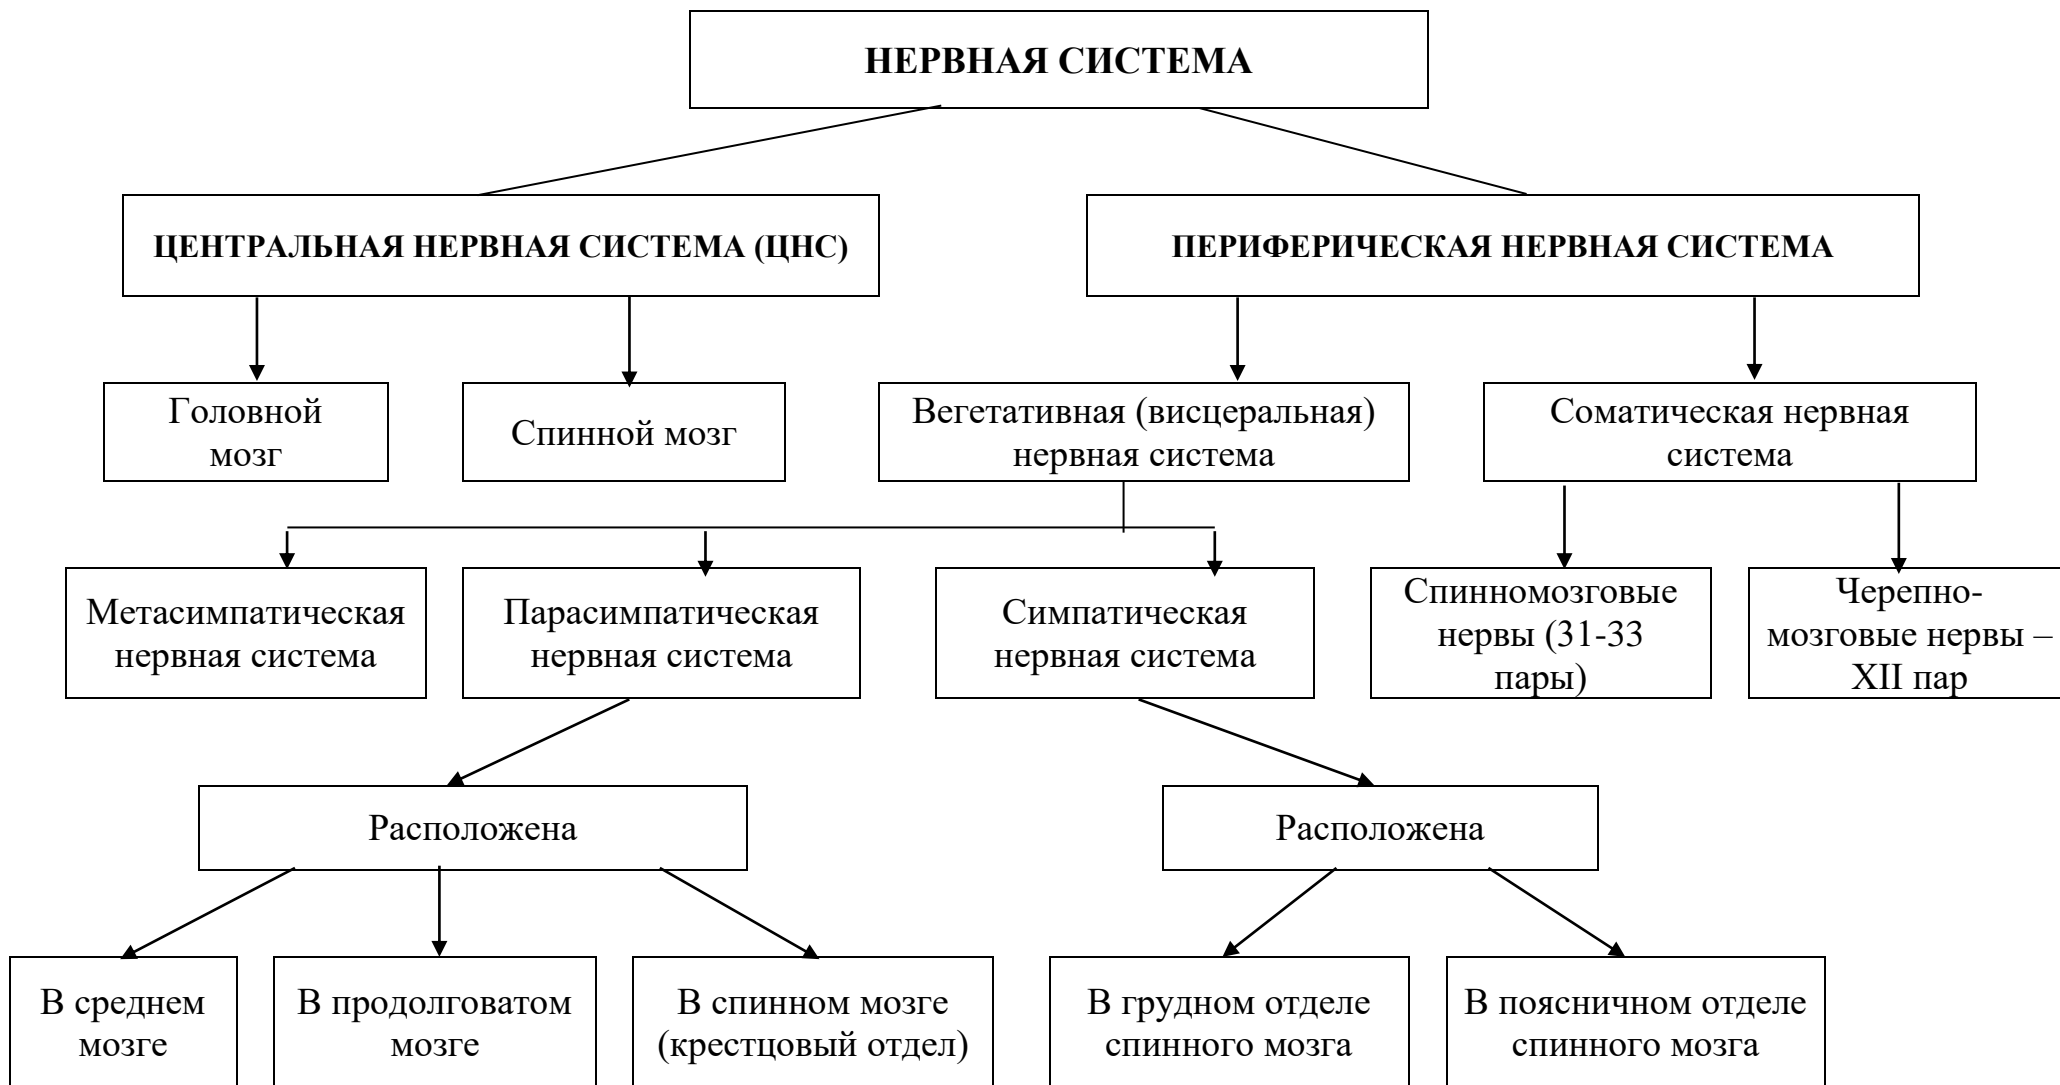 НЕРВНАЯ СИСТЕМА
ЦЕНТРАЛЬНАЯ НЕРВНАЯ СИСТЕМА (ЦНС)
ПЕРИФЕРИЧЕСКАЯ НЕРВНАЯ СИСТЕМА
Головной
мозг
Спинной мозг
Вегетативная (висцеральная)
нервная система
Соматическая нервная
система
Метасимпатическая
нервная система
Парасимпатическая
нервная система
Симпатическая
нервная система
Спинномозговые
нервы (31-33
пары)
Черепно-
мозговые нервы –
XII пар
Расположена
Расположена
В среднем
мозге
В продолговатом
мозге
В спинном мозге
(крестцовый отдел)
В грудном отделе
спинного мозга
В поясничном отделе
спинного мозга